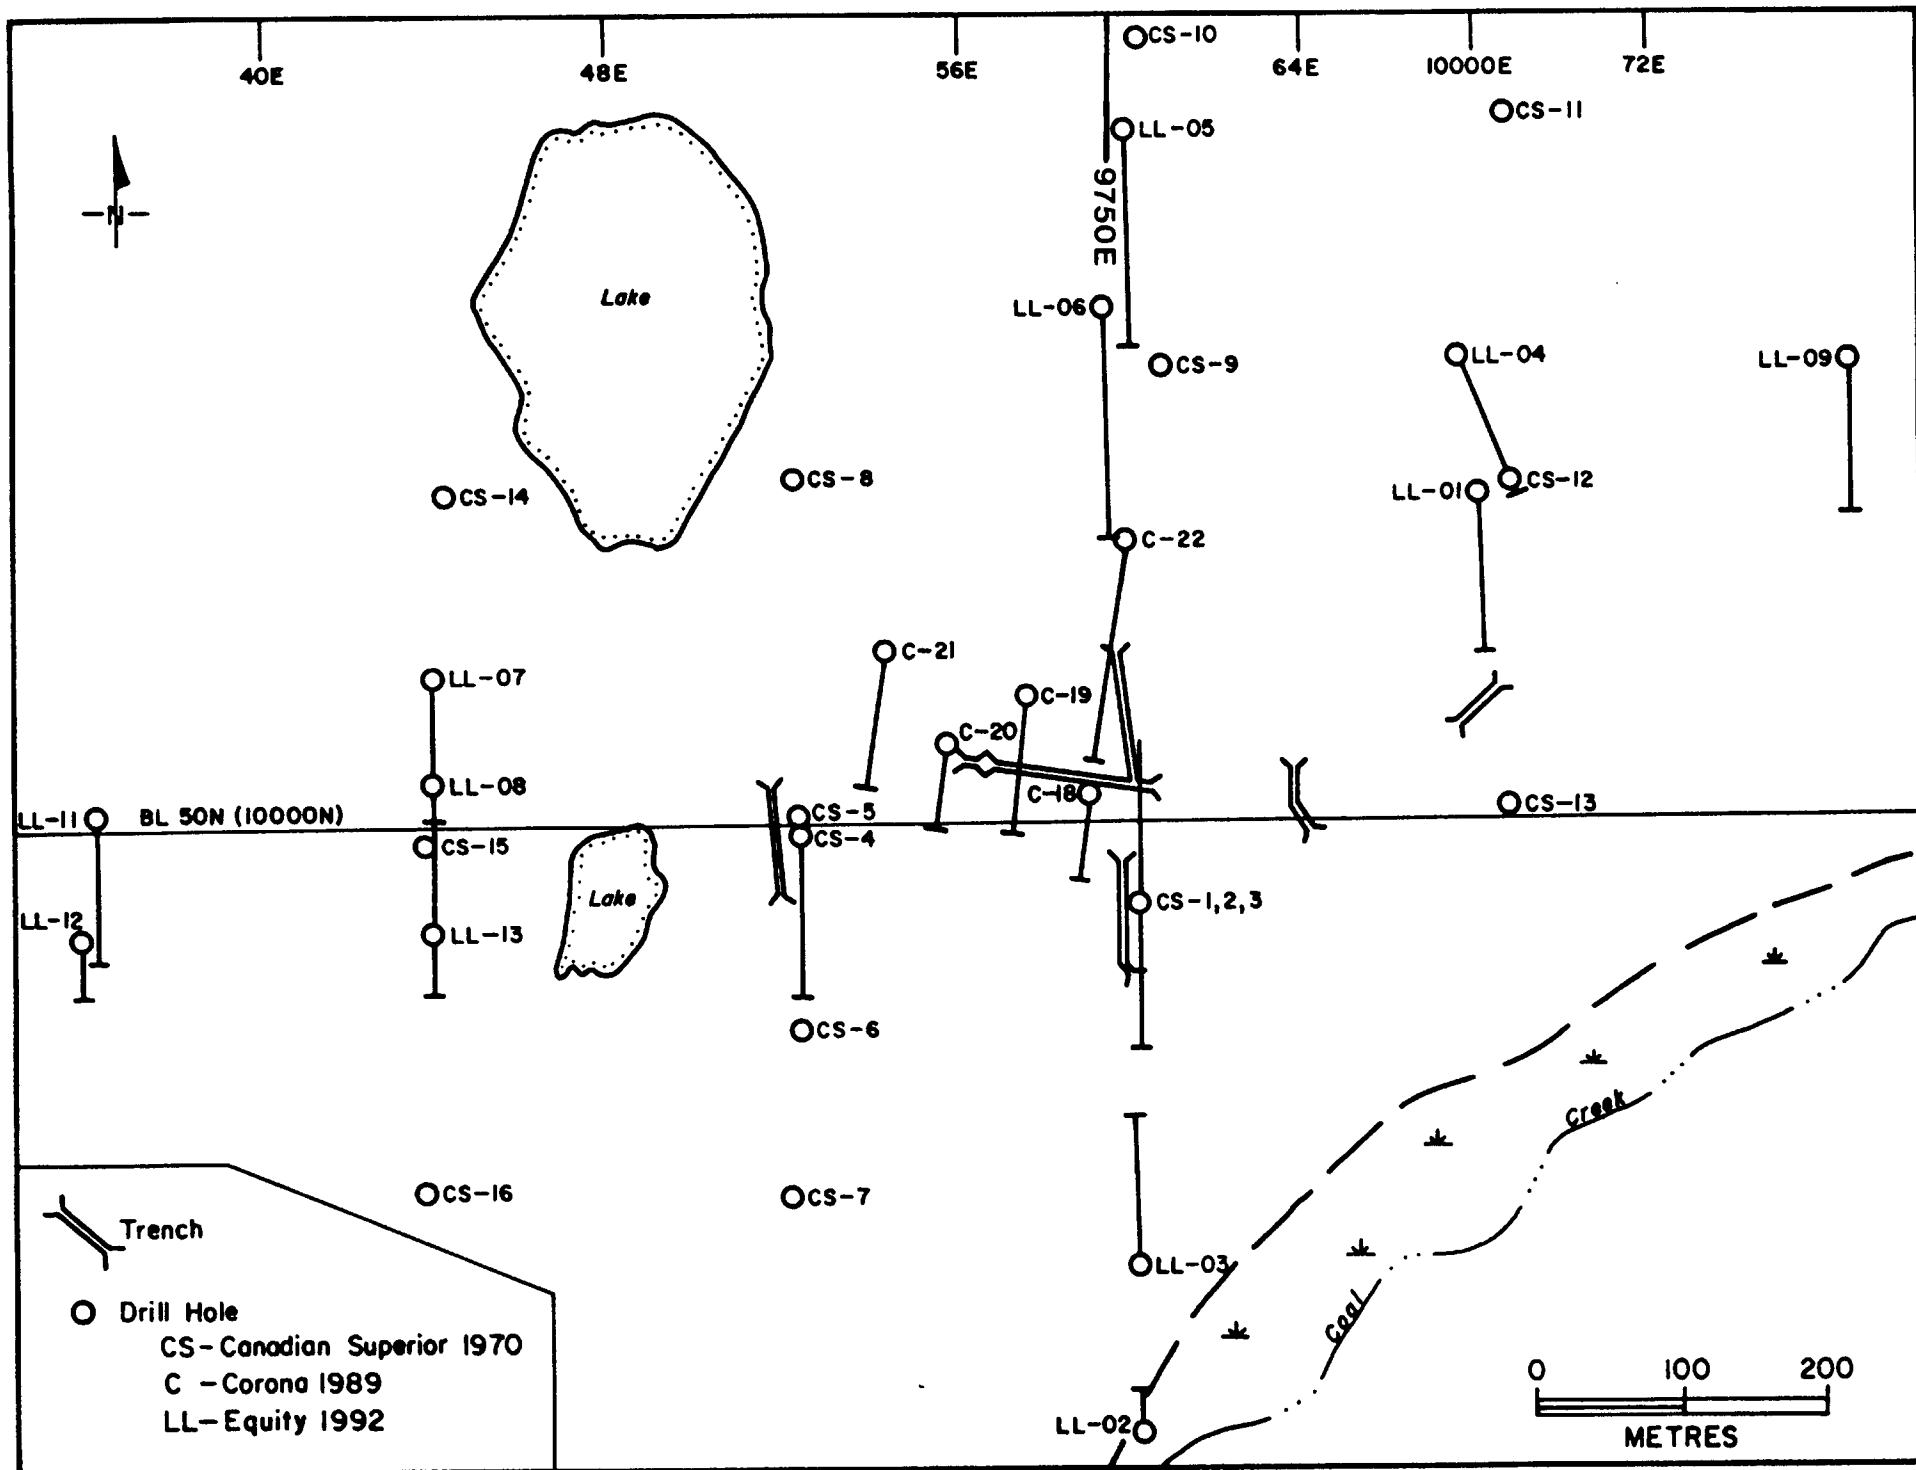 40E 48E 56E 64E 10000E 72E
CS-10
CS-11
LL-05
9750E
N
Lake
LL-06
CS-9
LL-04
LL-09
CS-14
CS-8
LL-01
CS-12
C-22
C-21
LL-07
C-19
C-20
LL-08
C-18
CS-13
LL-11
BL 50N (10000N)
CS-5
CS-4
CS-15
Lake
CS-1,2,3
LL-12
LL-13
CS-6
Creek
CS-16
CS-7
LL-03
Coal
LL-02
Trench
Drill Hole
CS-Canadian Superior 1970
C -Corona 1989
LL-Equity 1992
0 100 200
METRES